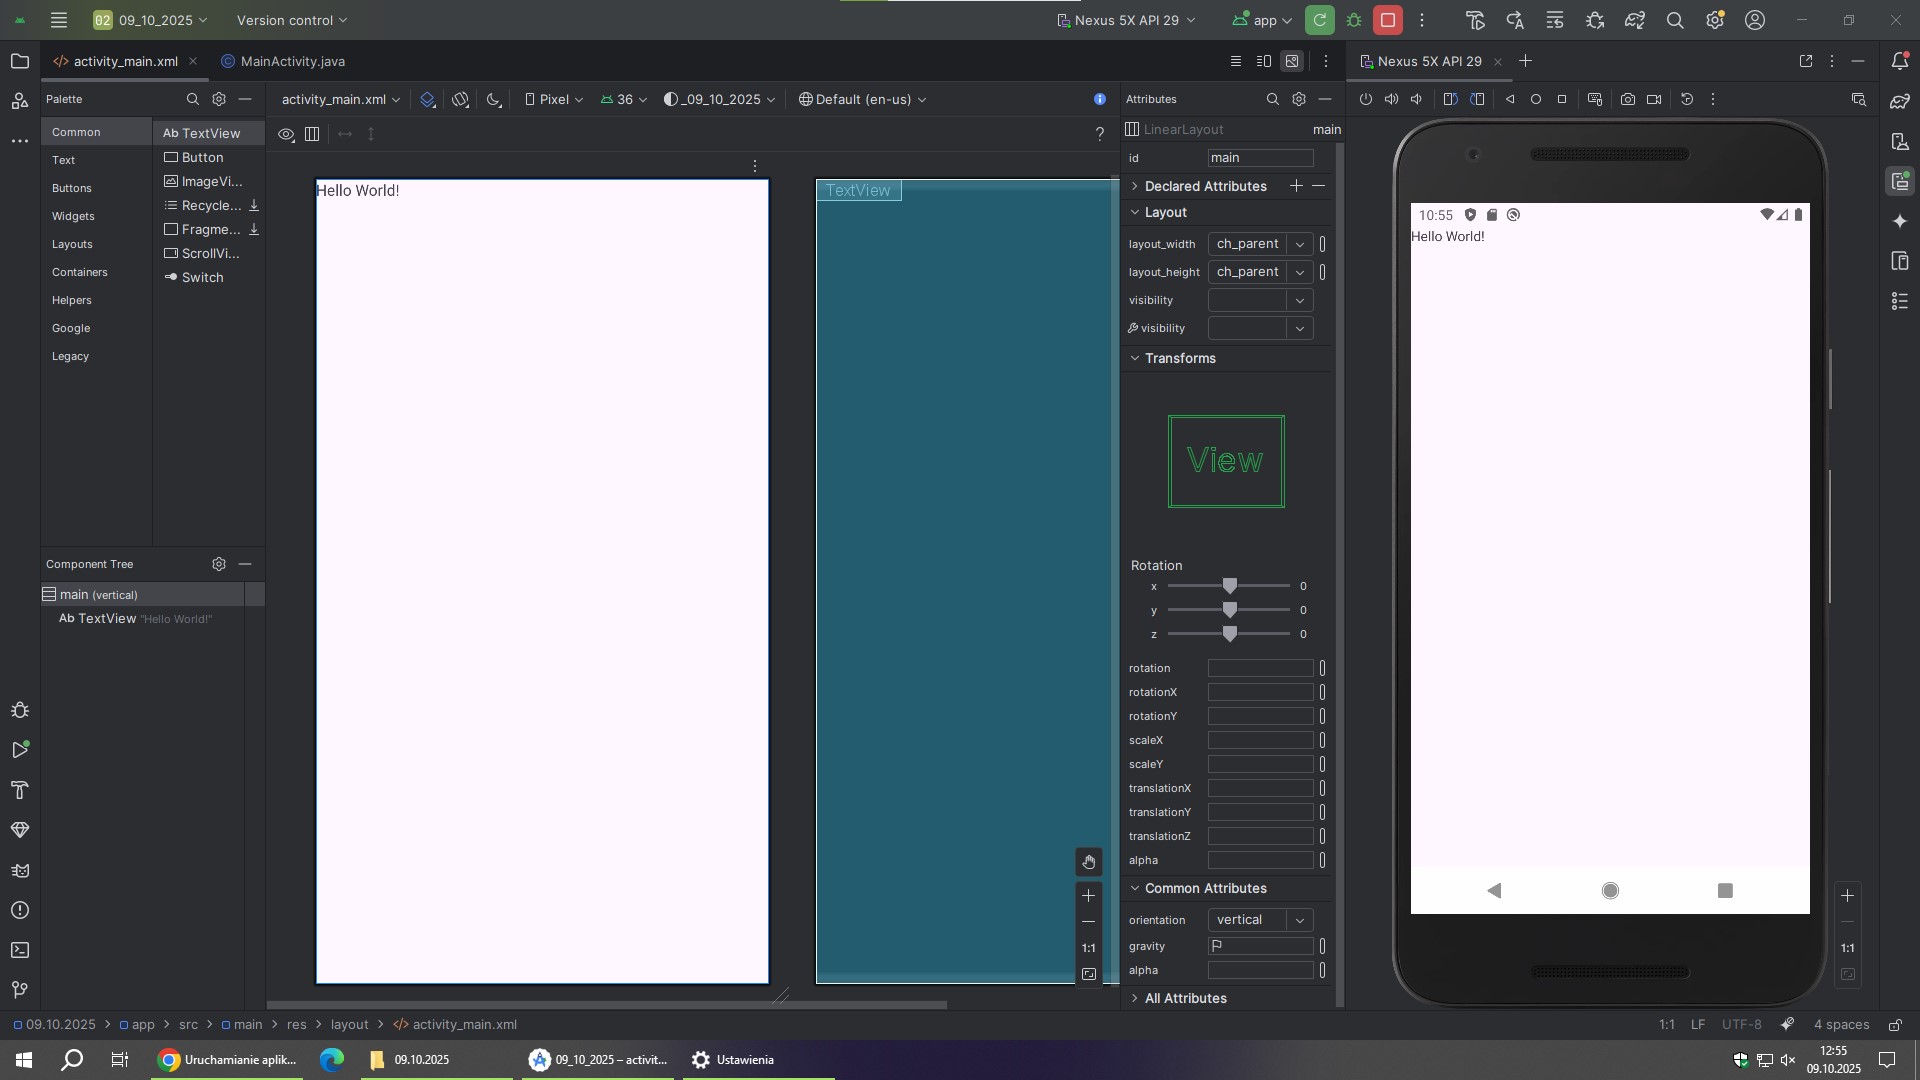 02 09_10_2025
Version control
Nexus 5X API 29
app
activity_main.xml
MainActivity.java
Nexus 5X API 29
Palette
activity_main.xml
Pixel
36
_09_10_2025
Default (en-us)
Attributes
Common
Text
Buttons
Widgets
Layouts
Containers
Helpers
Google
Legacy
Ab TextView
Button
ImageVi...
Recycle...
Fragme...
ScrollVi...
Switch
?
Hello World!
TextView
LinearLayout main
id main
Declared Attributes
Layout
layout_width ch_parent
layout_height ch_parent
visibility
visibility
Transforms
View
Rotation
x 0
y 0
z 0
rotation
rotationX
rotationY
scaleX
scaleY
translationX
translationY
translationZ
alpha
Common Attributes
orientation vertical
gravity
alpha
All Attributes
10:55
Hello World!
Component Tree
main (vertical)
Ab TextView "Hello World!"
1:1
1:1
09.10.2025 > app > src > main > res > layout > activity_main.xml
1:1 LF UTF-8 4 spaces
Uruchamianie aplik...
09.10.2025
09_10_2025 – activit...
Ustawienia
12:55
09.10.2025